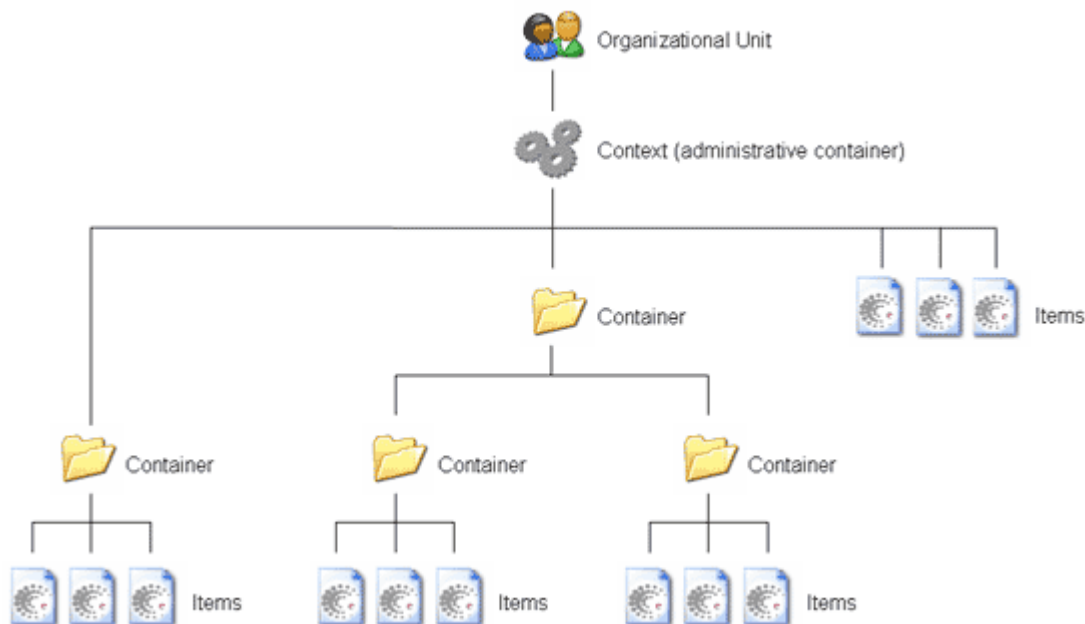 Organizational Unit
Context (administrative container)
Container
Items
Container
Container
Container
Items
Items
Items